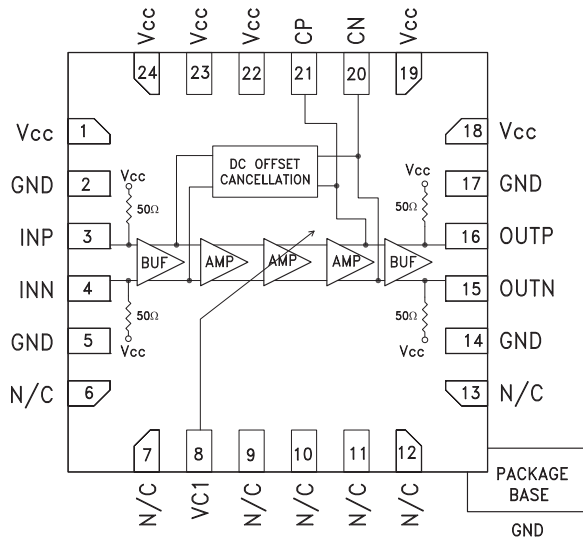 Vcc
Vcc
Vcc
CP
CN
Vcc
24
23
22
21
20
19
Vcc
1
18
Vcc
GND
2
17
GND
INP
3
16
OUTP
INN
4
15
OUTN
GND
5
14
GND
N/C
6
13
N/C
DC OFFSET
CANCELLATION
Vcc
50Ω
Vcc
50Ω
BUF
AMP
AMP
AMP
BUF
50Ω
Vcc
50Ω
Vcc
7
8
9
10
11
12
N/C
VC1
N/C
N/C
N/C
N/C
PACKAGE
BASE
GND